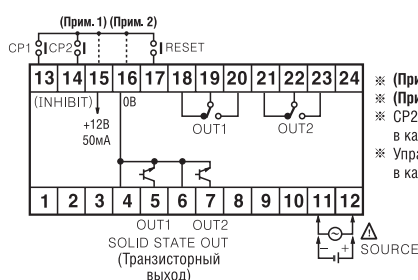 (Прим. 1) (Прим. 2)
CP1 CP2 RESET
13 14 15 16 17 18 19 20 21 22 23 24
(INHIBIT) 0В
+12В
50мА
OUT1 OUT2
1 2 3 4 5 6 7 8 9 10 11 12
OUT1 OUT2
SOLID STATE OUT
(Транзисторный
выход)
− +
SOURCE
※ (При
※ (При
※ CP2
в ка
※ Упра
в ка